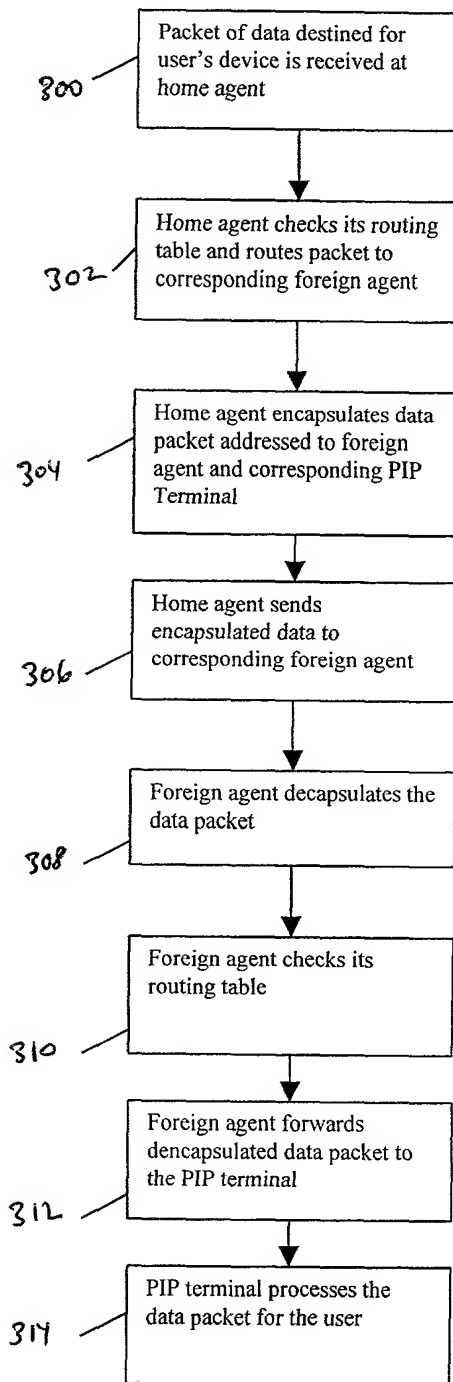 Packet of data destined for
user's device is received at
home agent
300
Home agent checks its routing
table and routes packet to
corresponding foreign agent
302
Home agent encapsulates data
packet addressed to foreign
agent and corresponding PIP
Terminal
304
Home agent sends
encapsulated data to
corresponding foreign agent
306
Foreign agent decapsulates the
data packet
308
Foreign agent checks its
routing table
310
Foreign agent forwards
dencapsulated data packet to
the PIP terminal
312
PIP terminal processes the
data packet for the user
314